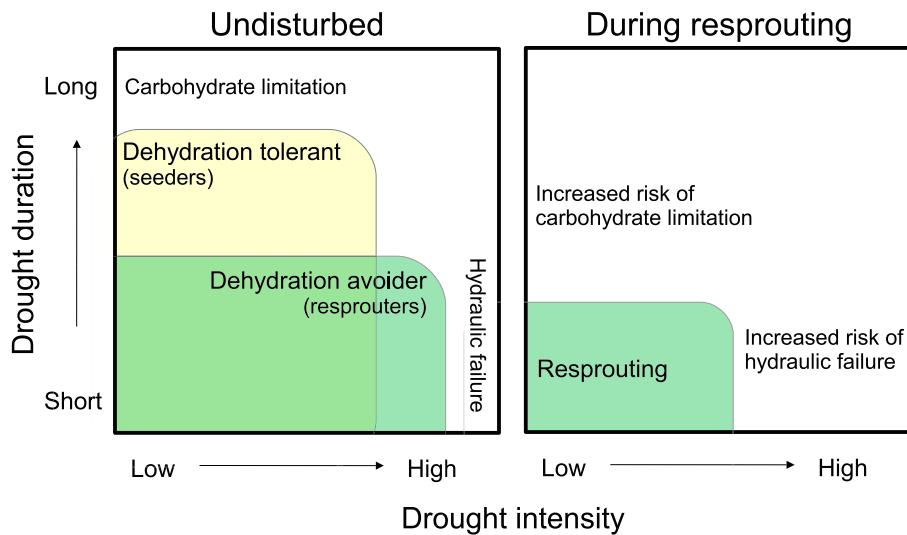 Undisturbed
During resprouting
Long
Carbohydrate limitation
Dehydration tolerant
(seeders)
Dehydration avoider
(resprouters)
Hydraulic failure
Drought duration
Short
Low
High
Increased risk of
carbohydrate limitation
Increased risk of
hydraulic failure
Resprouting
Low
High
Drought intensity